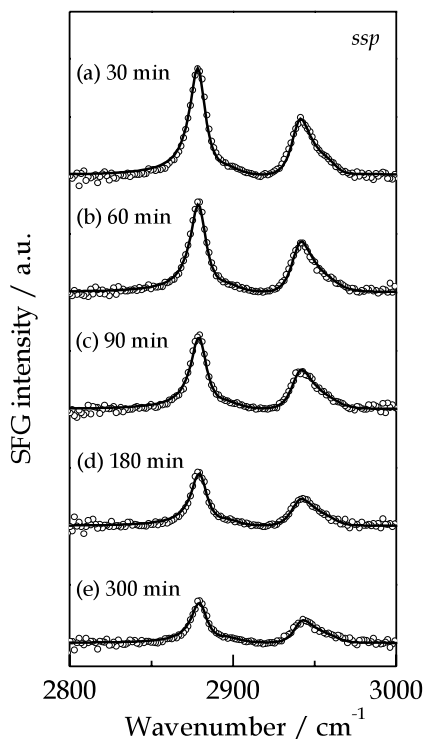 ssp
(a) 30 min
(b) 60 min
(c) 90 min
(d) 180 min
(e) 300 min
SFG intensity / a.u.
2800 2900 3000
Wavenumber / cm⁻¹